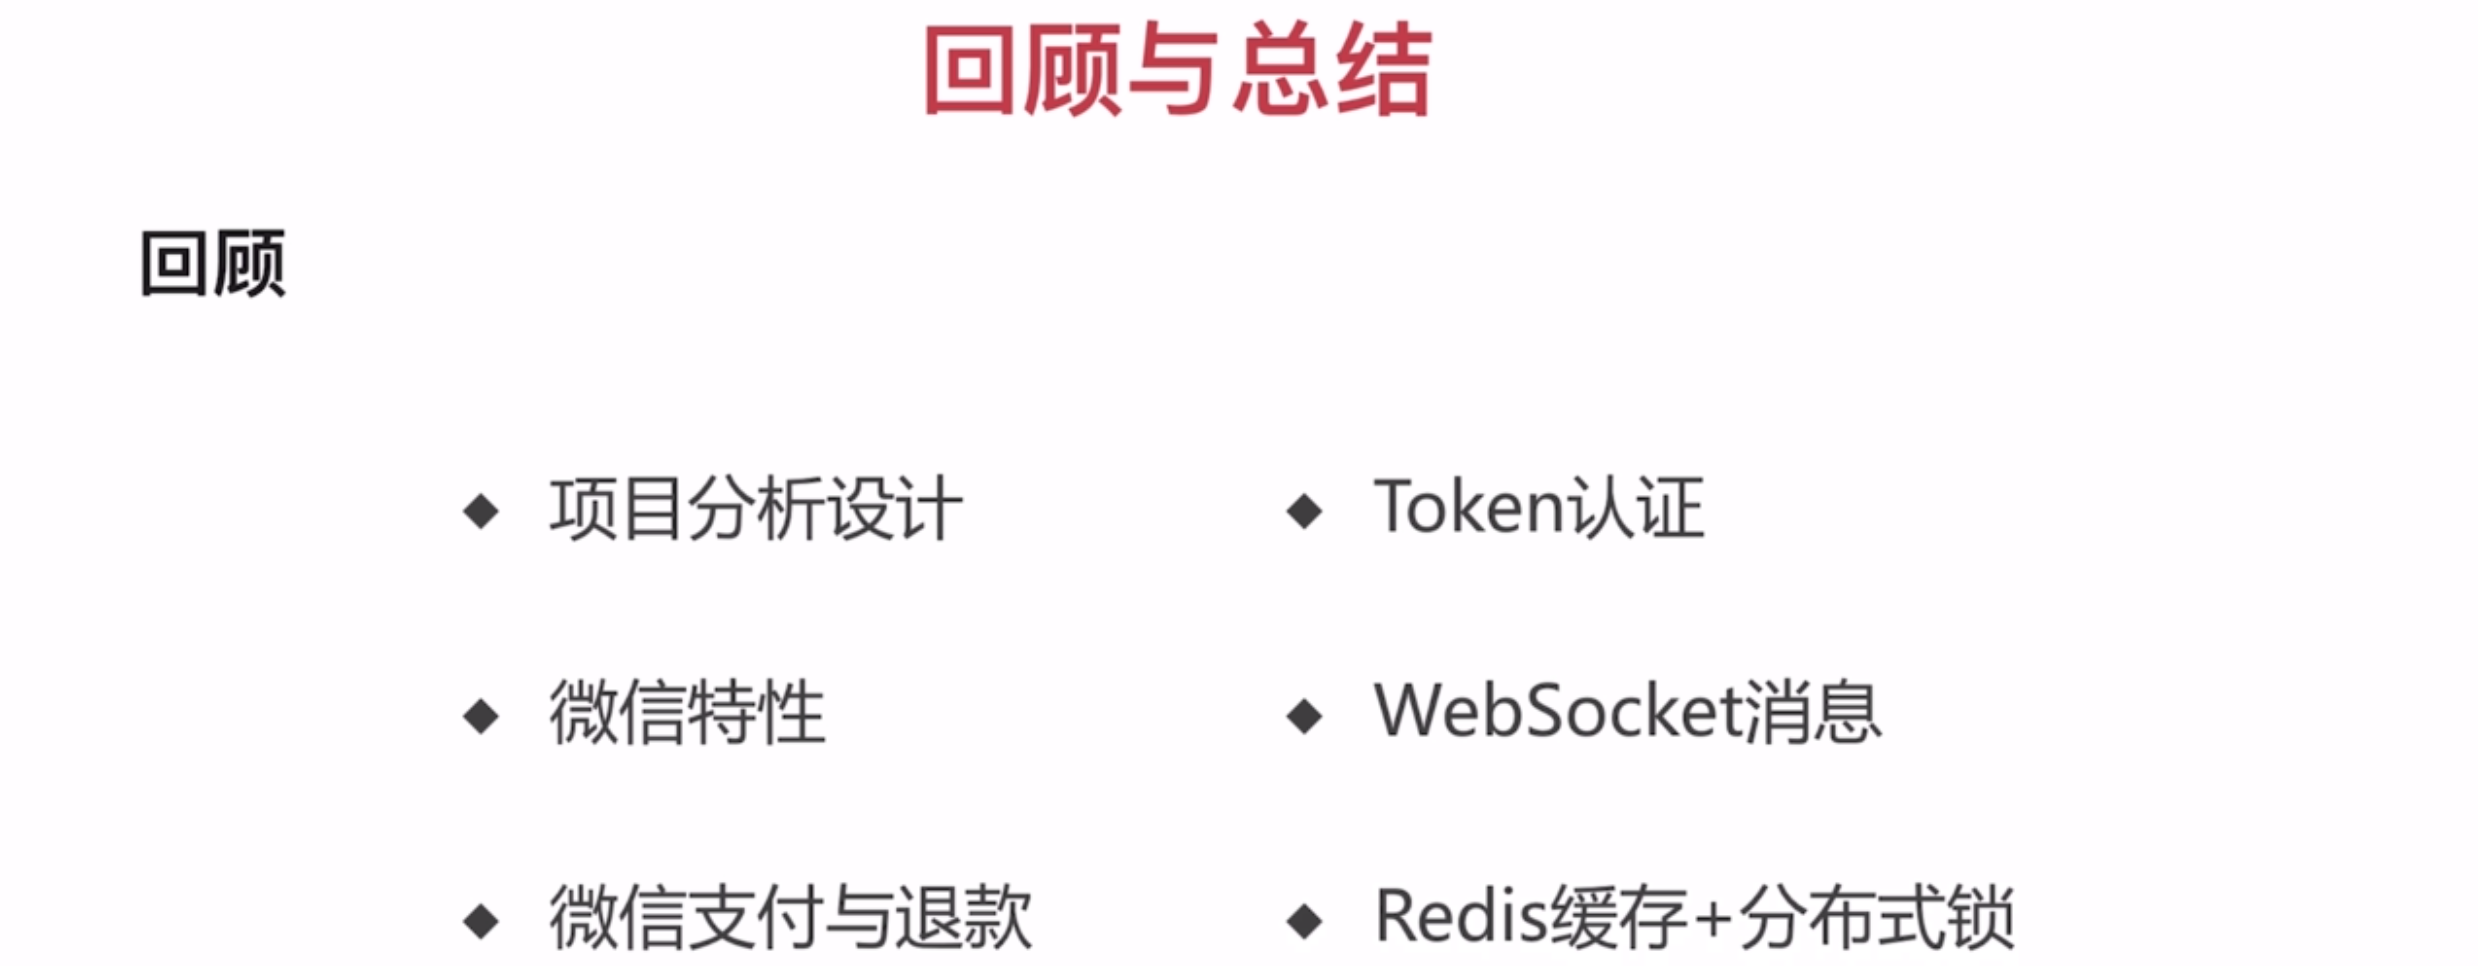 回顾与总结
回顾
◆ 项目分析设计
◆ Token认证
◆ 微信特性
◆ WebSocket消息
◆ 微信支付与退款
◆ Redis缓存+分布式锁